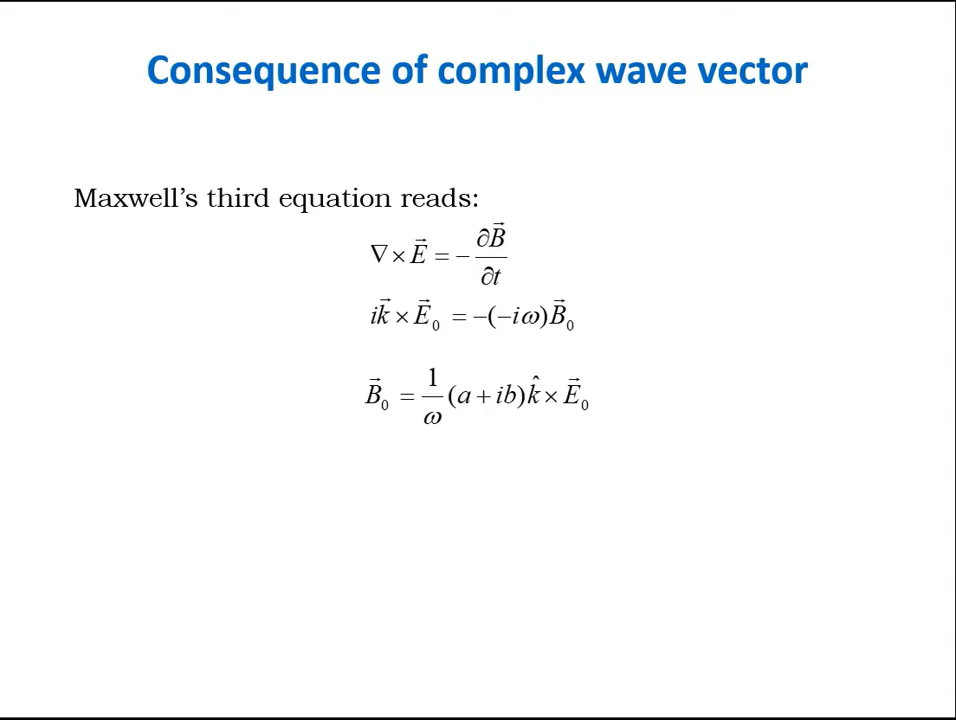 Consequence of complex wave vector
Maxwell's third equation reads:
∇ × E⃗ = − ∂B⃗ / ∂t
ik⃗ × E⃗₀ = −(−iω)B⃗₀
B⃗₀ = 1/ω (a + ib)k̂ × E⃗₀